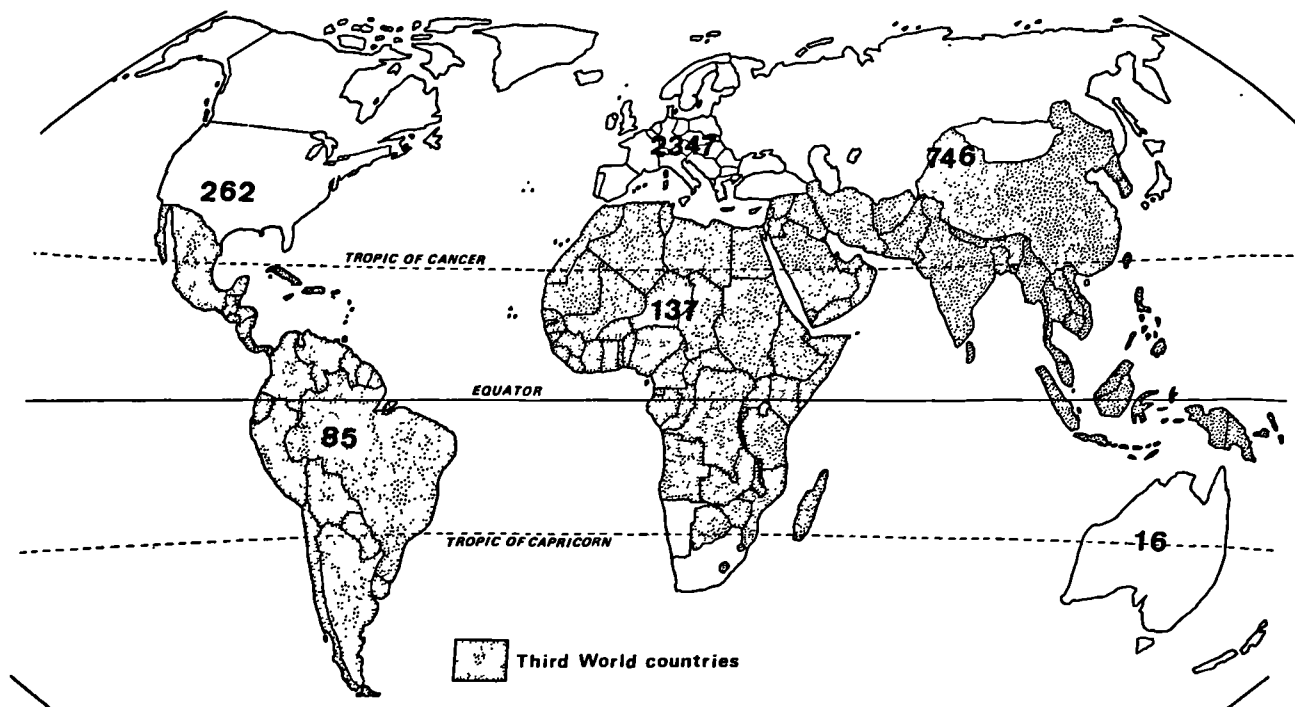 2347
746
262
TROPIC OF CANCER
137
EQUATOR
85
TROPIC OF CAPRICORN
16
Third World countries